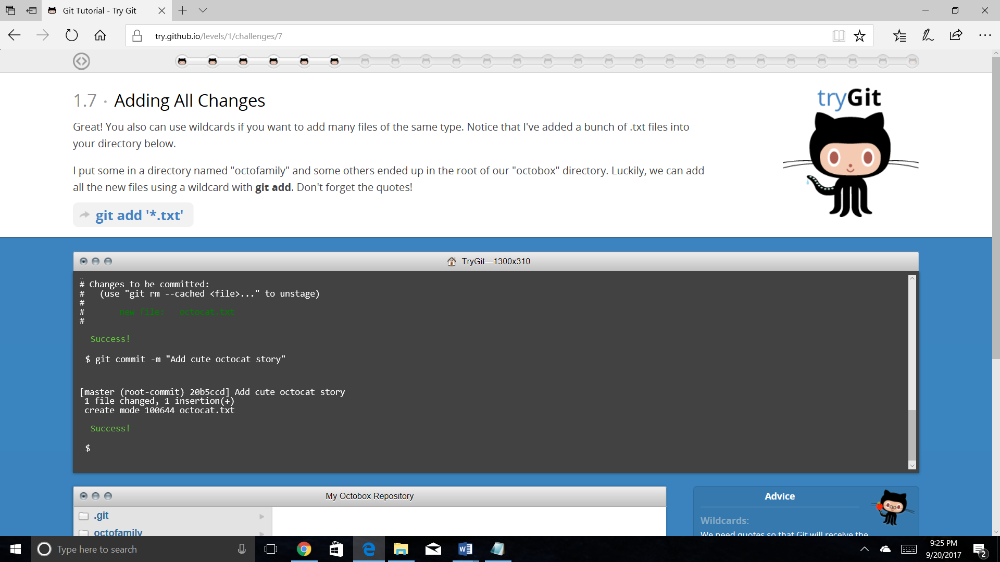 Git Tutorial - Try Git
try.github.io/levels/1/challenges/7
1.7 · Adding All Changes
tryGit
Great! You also can use wildcards if you want to add many files of the same type. Notice that I've added a bunch of .txt files into
your directory below.
I put some in a directory named "octofamily" and some others ended up in the root of our "octobox" directory. Luckily, we can add
all the new files using a wildcard with git add. Don't forget the quotes!
git add '*.txt'
TryGit—1300x310
# Changes to be committed:
#   (use "git rm --cached <file>..." to unstage)
#
#       new file:   octocat.txt
#
Success!
$ git commit -m "Add cute octocat story"
[master (root-commit) 20b5ccd] Add cute octocat story
1 file changed, 1 insertion(+)
create mode 100644 octocat.txt
Success!
$
My Octobox Repository
.git
octofamily
Advice
Wildcards:
We need quotes so that Git will receive the
Type here to search
9:25 PM
9/20/2017
2